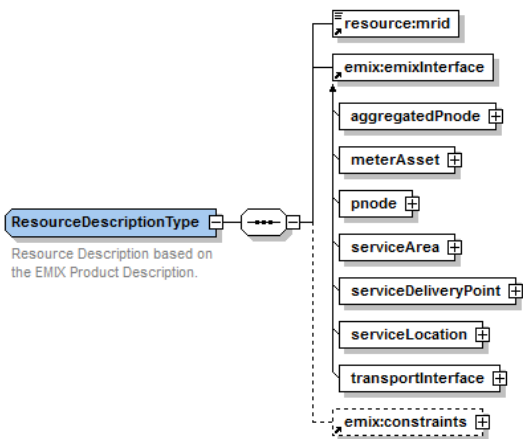 resource:mrid
emix:emixInterface
aggregatedPnode
meterAsset
pnode
ResourceDescriptionType
serviceArea
Resource Description based on
the EMIX Product Description.
serviceDeliveryPoint
serviceLocation
transportInterface
emix:constraints